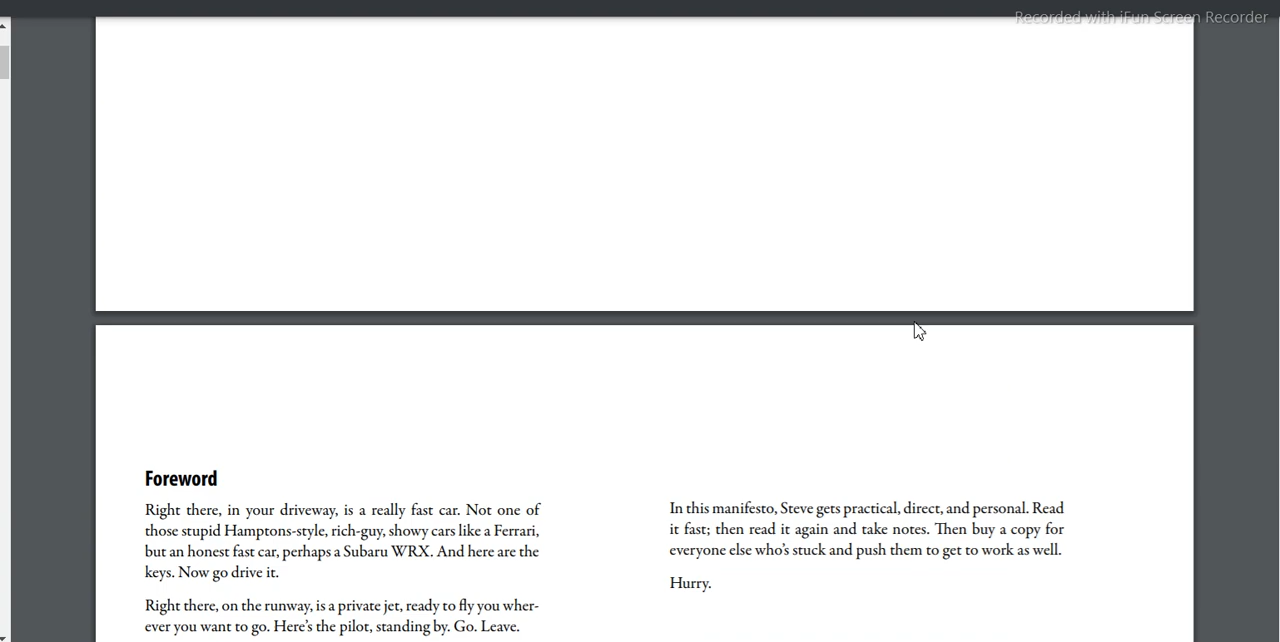 Recorded with iFun Screen Recorder
Foreword
Right there, in your driveway, is a really fast car. Not one of
those stupid Hamptons-style, rich-guy, showy cars like a Ferrari,
but an honest fast car, perhaps a Subaru WRX. And here are the
keys. Now go drive it.
Right there, on the runway, is a private jet, ready to fly you wher-
ever you want to go. Here's the pilot, standing by. Go. Leave.
In this manifesto, Steve gets practical, direct, and personal. Read
it fast; then read it again and take notes. Then buy a copy for
everyone else who's stuck and push them to get to work as well.
Hurry.